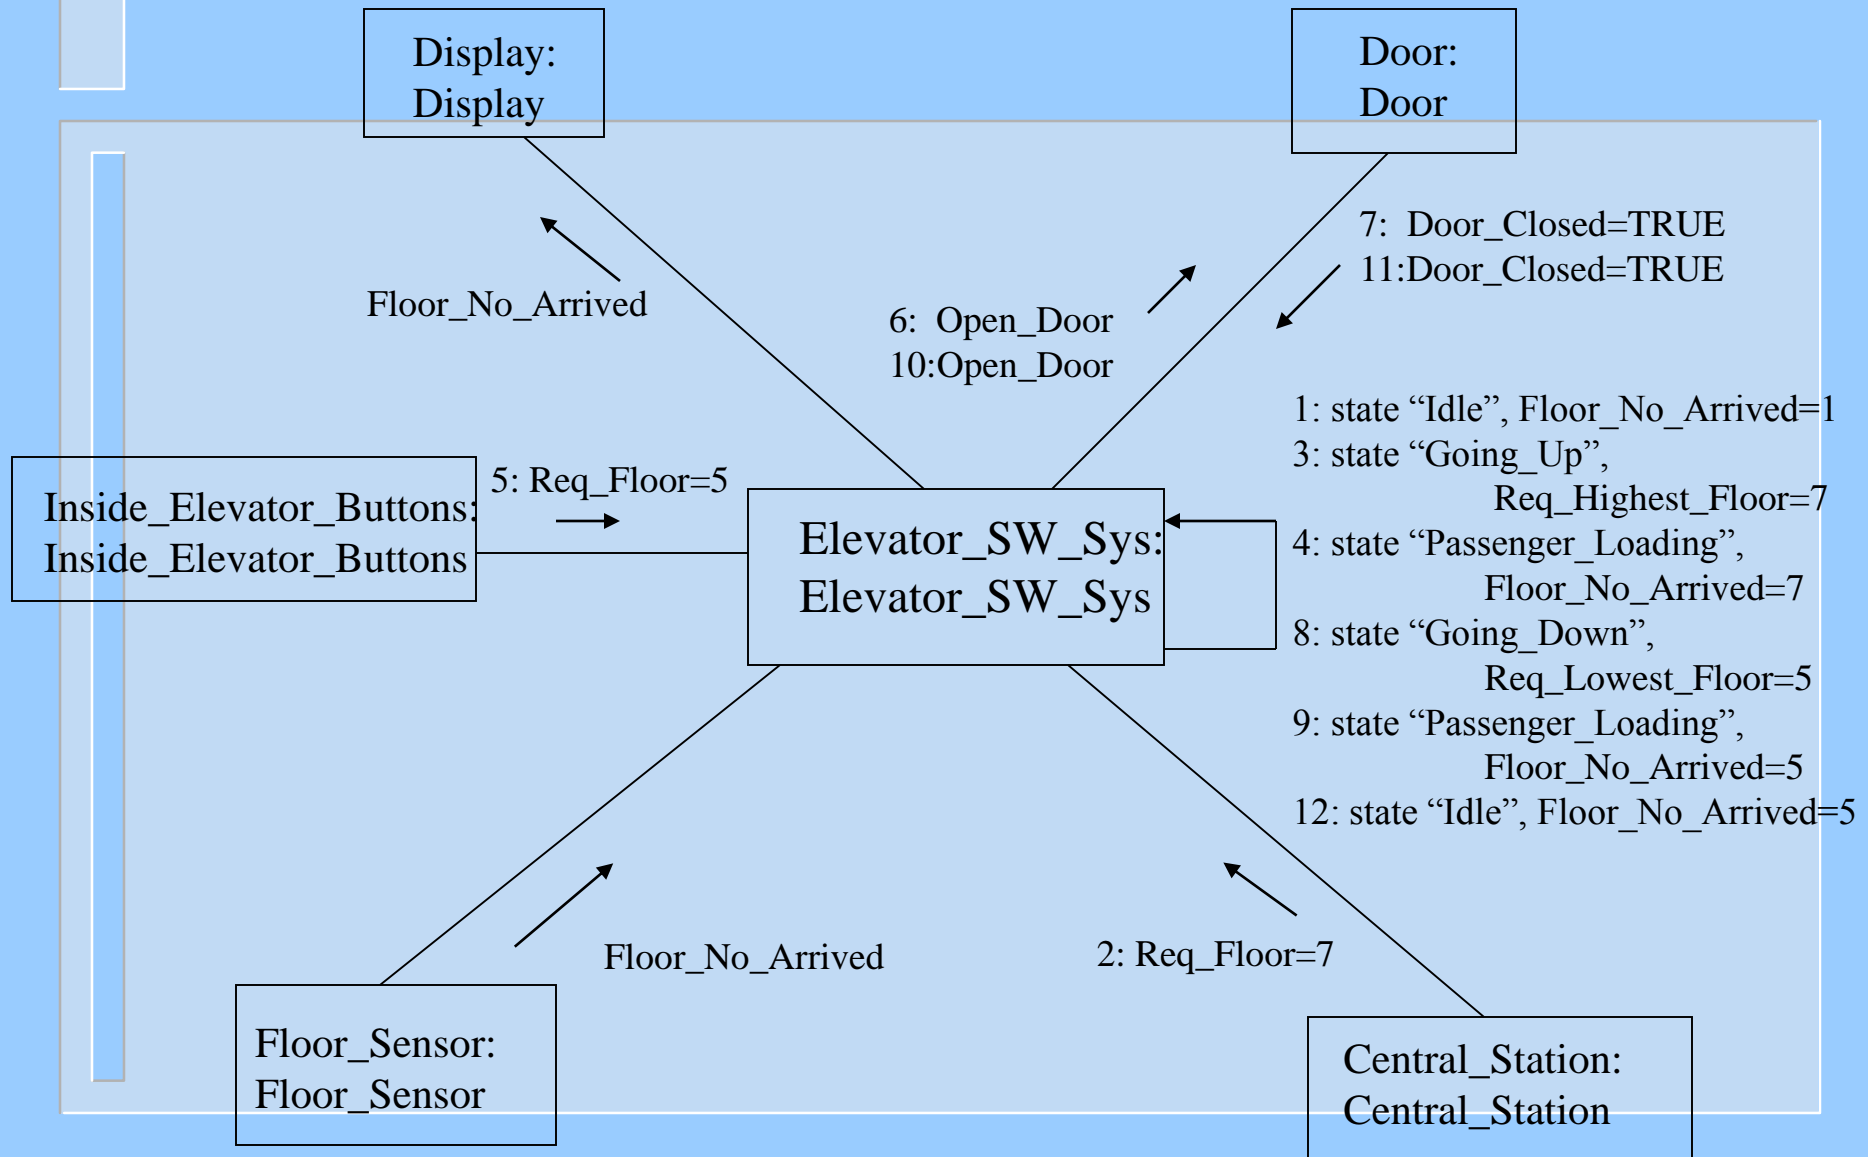 Display:
Display
Door:
Door
7: Door_Closed=TRUE
11:Door_Closed=TRUE
Floor_No_Arrived
6: Open_Door
10:Open_Door
1: state “Idle”, Floor_No_Arrived=1
3: state “Going_Up”,
Req_Highest_Floor=7
4: state “Passenger_Loading”,
Floor_No_Arrived=7
8: state “Going_Down”,
Req_Lowest_Floor=5
9: state “Passenger_Loading”,
Floor_No_Arrived=5
12: state “Idle”, Floor_No_Arrived=5
5: Req_Floor=5
Inside_Elevator_Buttons:
Inside_Elevator_Buttons
Elevator_SW_Sys:
Elevator_SW_Sys
Floor_No_Arrived
2: Req_Floor=7
Floor_Sensor:
Floor_Sensor
Central_Station:
Central_Station